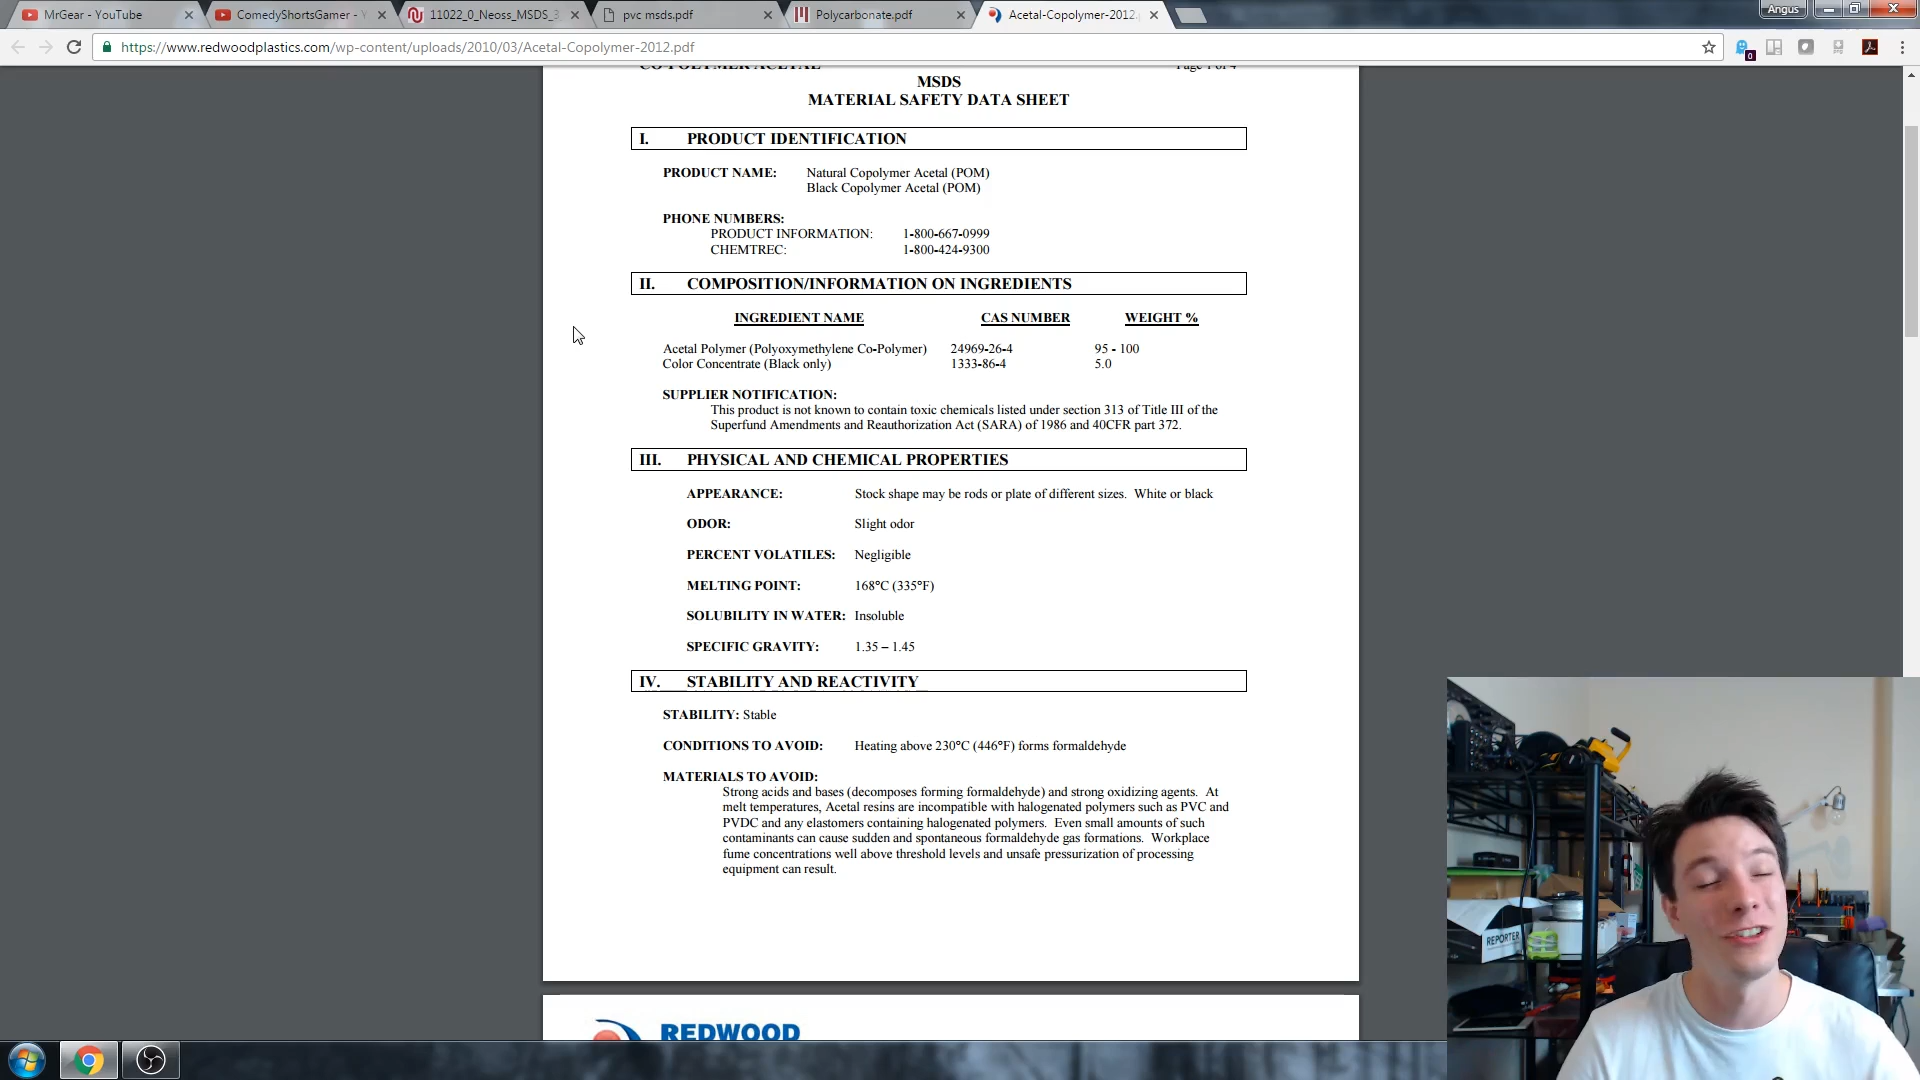 MrGear - YouTube
ComedyShortsGamer - Y
11022_0_Neoss_MSDS_3
pvc msds.pdf
Polycarbonate.pdf
Acetal-Copolymer-2012.
Angus
https://www.redwoodplastics.com/wp-content/uploads/2010/03/Acetal-Copolymer-2012.pdf
0
CO-POLYMER ACETAL Page 1 of 4
MSDS
MATERIAL SAFETY DATA SHEET
I. PRODUCT IDENTIFICATION
PRODUCT NAME: Natural Copolymer Acetal (POM)
Black Copolymer Acetal (POM)
PHONE NUMBERS:
PRODUCT INFORMATION: 1-800-667-0999
CHEMTREC: 1-800-424-9300
II. COMPOSITION/INFORMATION ON INGREDIENTS
INGREDIENT NAME CAS NUMBER WEIGHT %
Acetal Polymer (Polyoxymethylene Co-Polymer) 24969-26-4 95 - 100
Color Concentrate (Black only) 1333-86-4 5.0
SUPPLIER NOTIFICATION:
This product is not known to contain toxic chemicals listed under section 313 of Title III of the
Superfund Amendments and Reauthorization Act (SARA) of 1986 and 40CFR part 372.
III. PHYSICAL AND CHEMICAL PROPERTIES
APPEARANCE: Stock shape may be rods or plate of different sizes. White or black
ODOR: Slight odor
PERCENT VOLATILES: Negligible
MELTING POINT: 168°C (335°F)
SOLUBILITY IN WATER: Insoluble
SPECIFIC GRAVITY: 1.35 – 1.45
IV. STABILITY AND REACTIVITY
STABILITY: Stable
CONDITIONS TO AVOID: Heating above 230°C (446°F) forms formaldehyde
MATERIALS TO AVOID:
Strong acids and bases (decomposes forming formaldehyde) and strong oxidizing agents. At
melt temperatures, Acetal resins are incompatible with halogenated polymers such as PVC and
PVDC and any elastomers containing halogenated polymers. Even small amounts of such
contaminants can cause sudden and spontaneous formaldehyde gas formations. Workplace
fume concentrations well above threshold levels and unsafe pressurization of processing
equipment can result.
REDWOOD
REPORTER